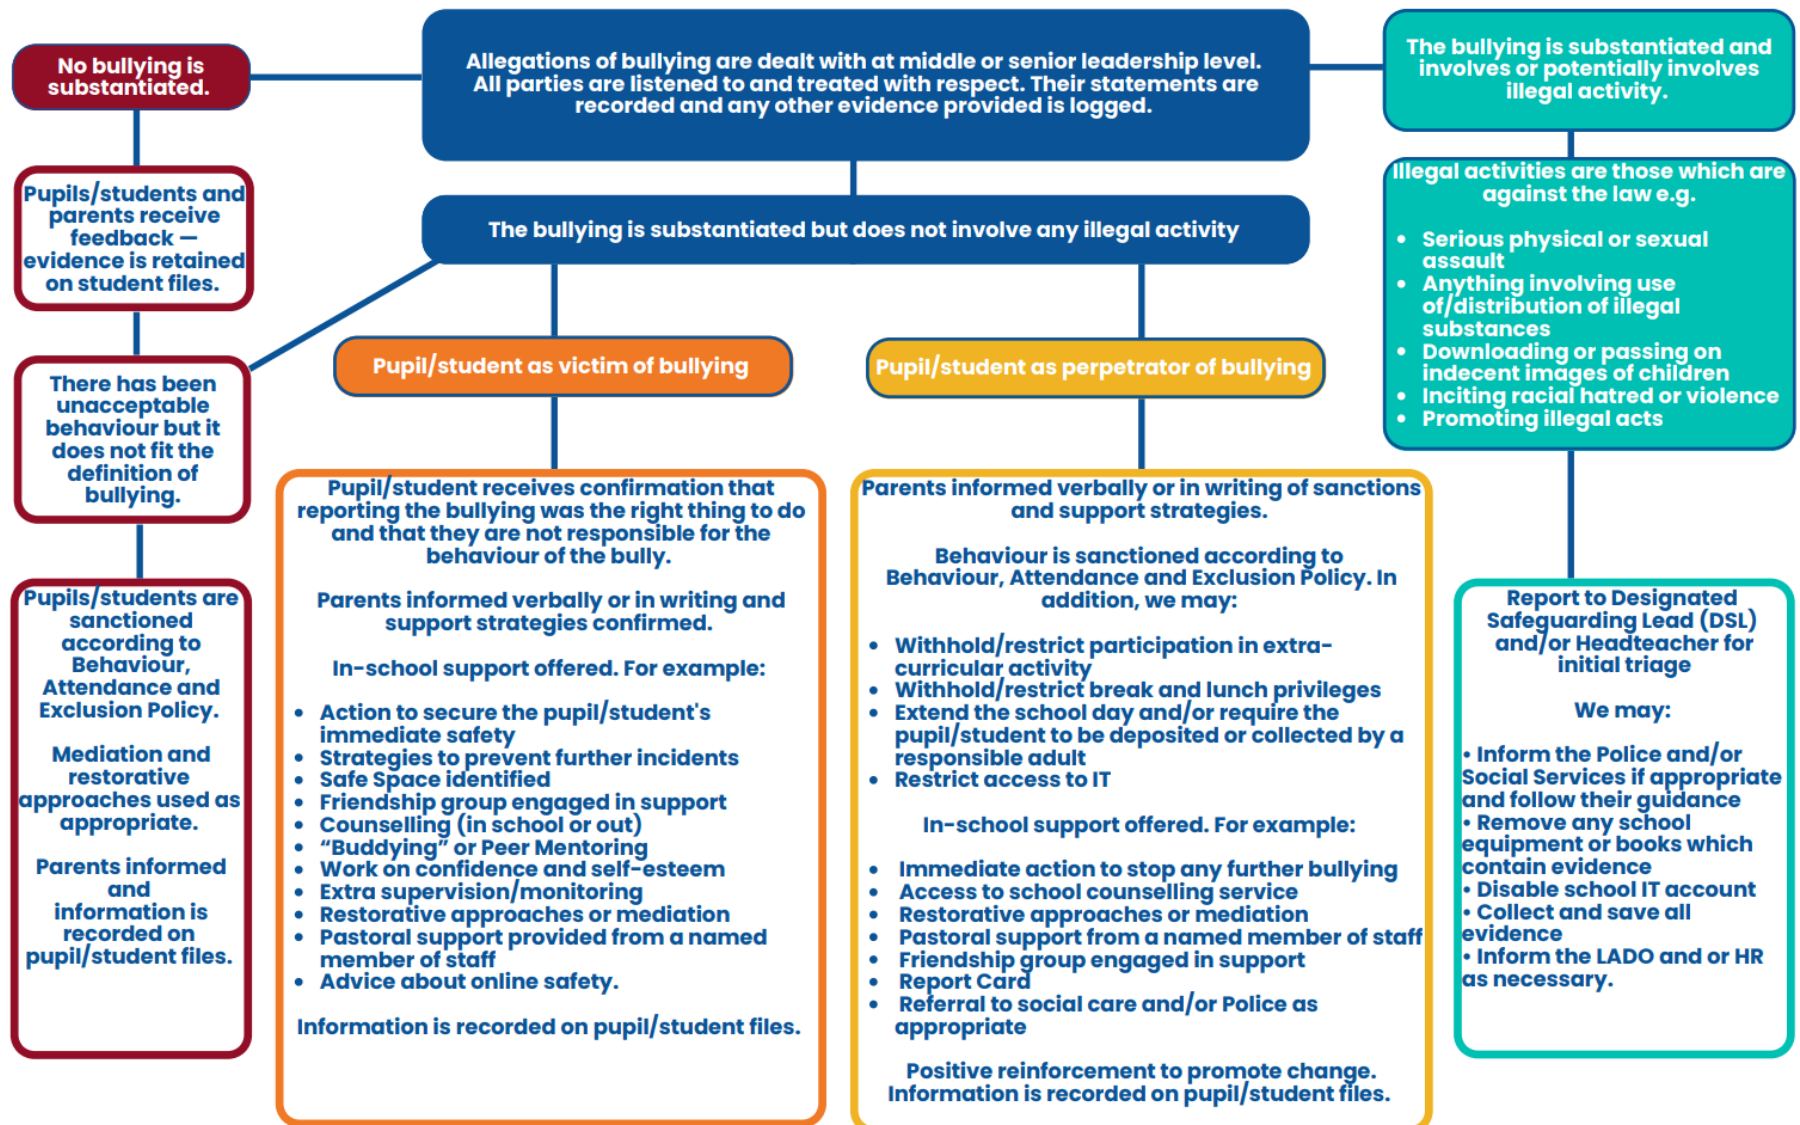 No bullying is
substantiated.
Allegations of bullying are dealt with at middle or senior leadership level.
All parties are listened to and treated with respect. Their statements are
recorded and any other evidence provided is logged.
The bullying is substantiated and
involves or potentially involves
illegal activity.
Pupils/students and
parents receive
feedback —
evidence is retained
on student files.
The bullying is substantiated but does not involve any illegal activity
Illegal activities are those which are
against the law e.g.
• Serious physical or sexual
assault
• Anything involving use
of/distribution of illegal
substances
• Downloading or passing on
indecent images of children
• Inciting racial hatred or violence
• Promoting illegal acts
There has been
unacceptable
behaviour but it
does not fit the
definition of
bullying.
Pupil/student as victim of bullying
Pupil/student as perpetrator of bullying
Pupils/students are
sanctioned
according to
Behaviour,
Attendance and
Exclusion Policy.
Mediation and
restorative
approaches used as
appropriate.
Parents informed
and
information is
recorded on
pupil/student files.
Pupil/student receives confirmation that
reporting the bullying was the right thing to do
and that they are not responsible for the
behaviour of the bully.
Parents informed verbally or in writing and
support strategies confirmed.
In-school support offered. For example:
• Action to secure the pupil/student's
immediate safety
• Strategies to prevent further incidents
• Safe Space identified
• Friendship group engaged in support
• Counselling (in school or out)
• “Buddying” or Peer Mentoring
• Work on confidence and self-esteem
• Extra supervision/monitoring
• Restorative approaches or mediation
• Pastoral support provided from a named
member of staff
• Advice about online safety.
Information is recorded on pupil/student files.
Parents informed verbally or in writing of sanctions
and support strategies.
Behaviour is sanctioned according to
Behaviour, Attendance and Exclusion Policy. In
addition, we may:
• Withhold/restrict participation in extra-
curricular activity
• Withhold/restrict break and lunch privileges
• Extend the school day and/or require the
pupil/student to be deposited or collected by a
responsible adult
• Restrict access to IT
In-school support offered. For example:
• Immediate action to stop any further bullying
• Access to school counselling service
• Restorative approaches or mediation
• Pastoral support from a named member of staff
• Friendship group engaged in support
• Report Card
• Referral to social care and/or Police as
appropriate
Positive reinforcement to promote change.
Information is recorded on pupil/student files.
Report to Designated
Safeguarding Lead (DSL)
and/or Headteacher for
initial triage
We may:
• Inform the Police and/or
Social Services if appropriate
and follow their guidance
• Remove any school
equipment or books which
contain evidence
• Disable school IT account
• Collect and save all
evidence
• Inform the LADO and or HR
as necessary.